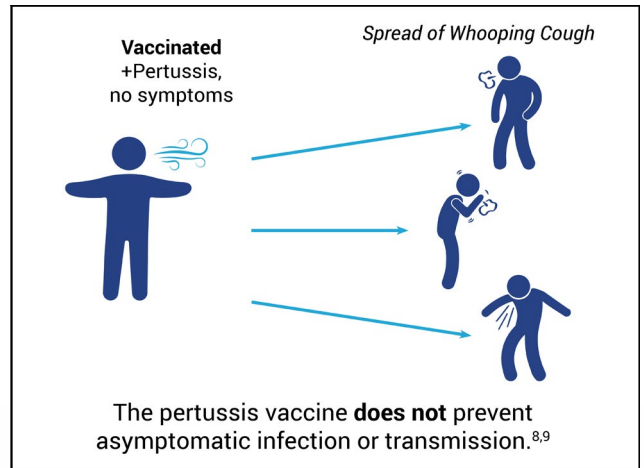 Vaccinated
+Pertussis,
no symptoms
Spread of Whooping Cough
The pertussis vaccine does not prevent
asymptomatic infection or transmission.8,9